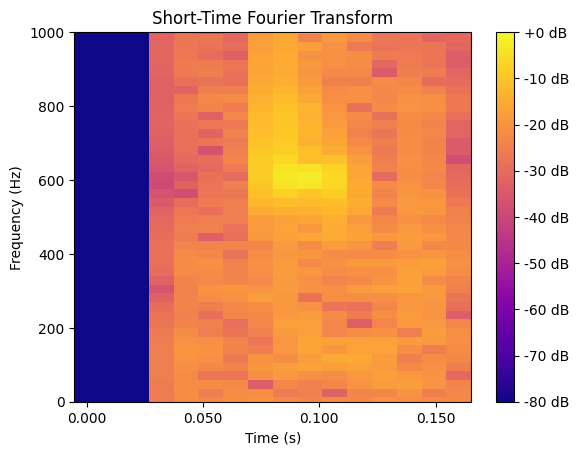 Short-Time Fourier Transform
1000
800
600
400
200
0
Frequency (Hz)
0.000
0.050
0.100
0.150
Time (s)
+0 dB
-10 dB
-20 dB
-30 dB
-40 dB
-50 dB
-60 dB
-70 dB
-80 dB